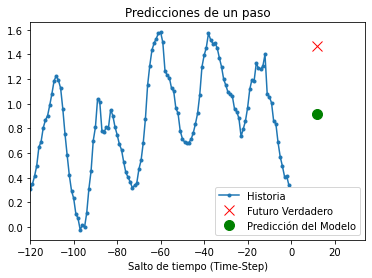 Predicciones de un paso
1.6
1.4
1.2
1.0
0.8
0.6
0.4
0.2
0.0
Historia
Futuro Verdadero
Predicción del Modelo
−120 −100 −80 −60 −40 −20 0 20
Salto de tiempo (Time-Step)